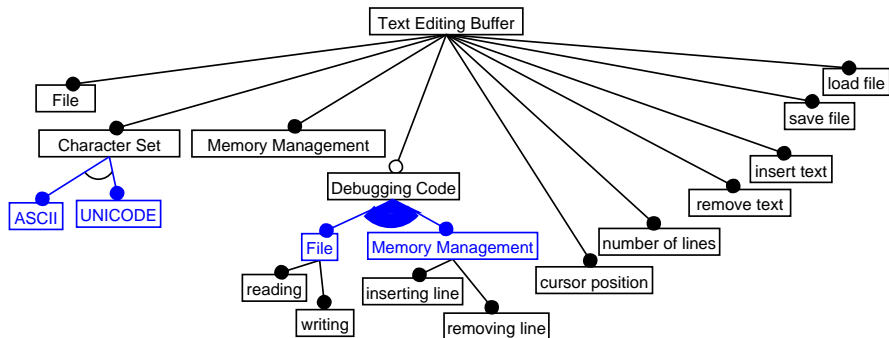 Text Editing Buffer
File
load file
save file
Character Set
Memory Management
insert text
Debugging Code
remove text
ASCII
UNICODE
File
Memory Management
number of lines
reading
inserting line
cursor position
writing
removing line